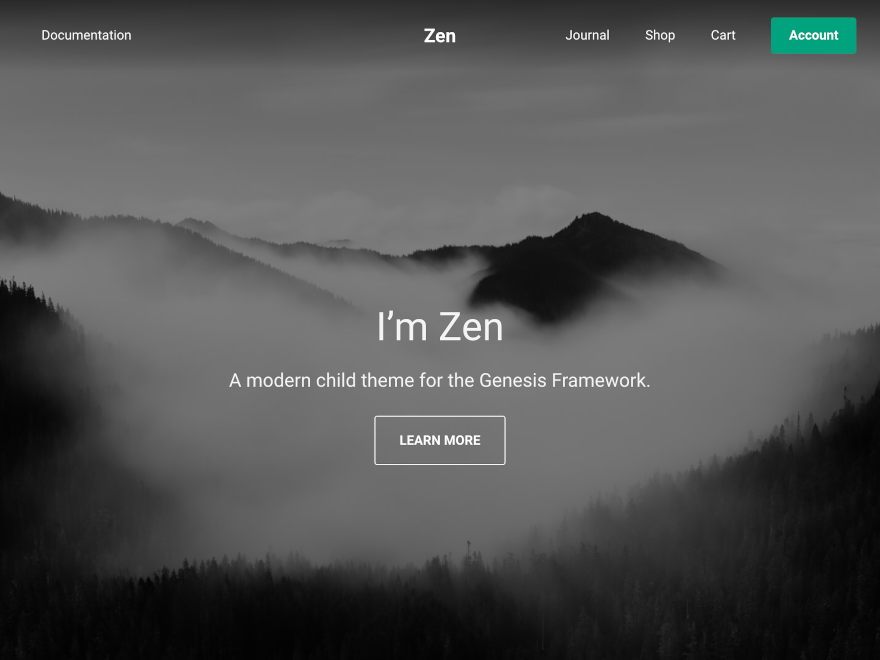 Documentation
Zen
Journal
Shop
Cart
Account
I’m Zen
A modern child theme for the Genesis Framework.
LEARN MORE